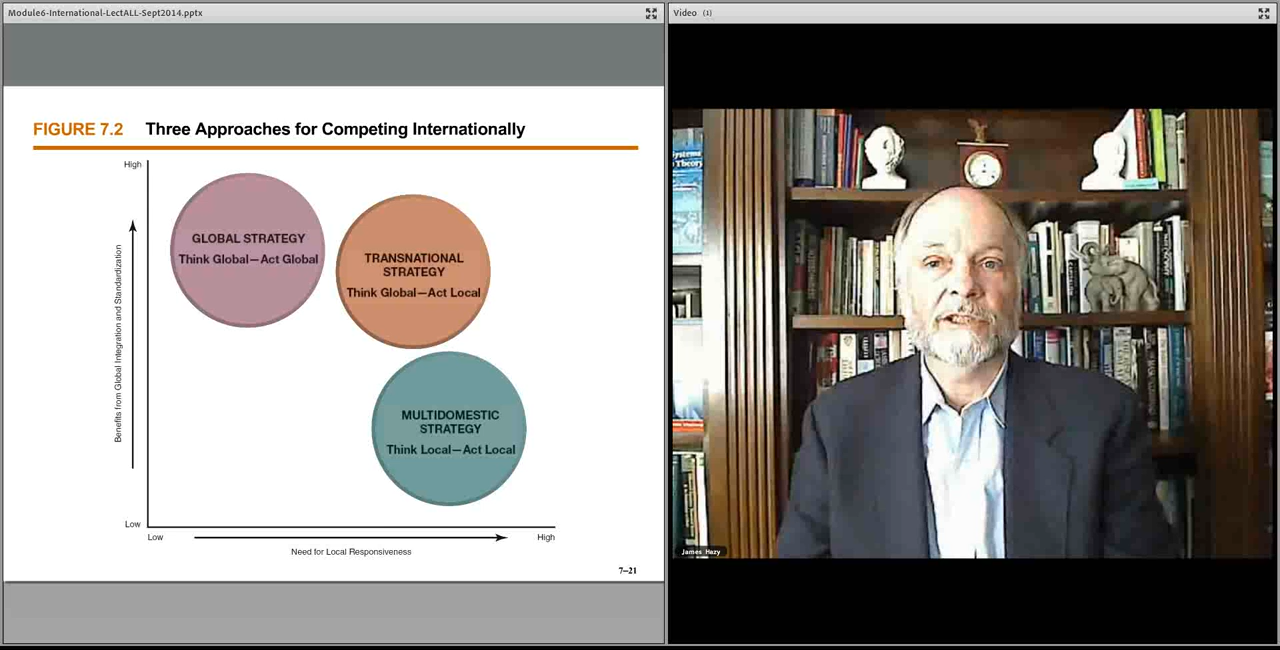 Module6-International-LectALL-Sept2014.pptx
Video (1)
FIGURE 7.2 Three Approaches for Competing Internationally
High
GLOBAL STRATEGY
Think Global—Act Global
TRANSNATIONAL
STRATEGY
Think Global—Act Local
MULTIDOMESTIC
STRATEGY
Think Local—Act Local
Benefits from Global Integration and Standardization
Low
Low
High
Need for Local Responsiveness
7–21
Systems
Theory
James Hazy